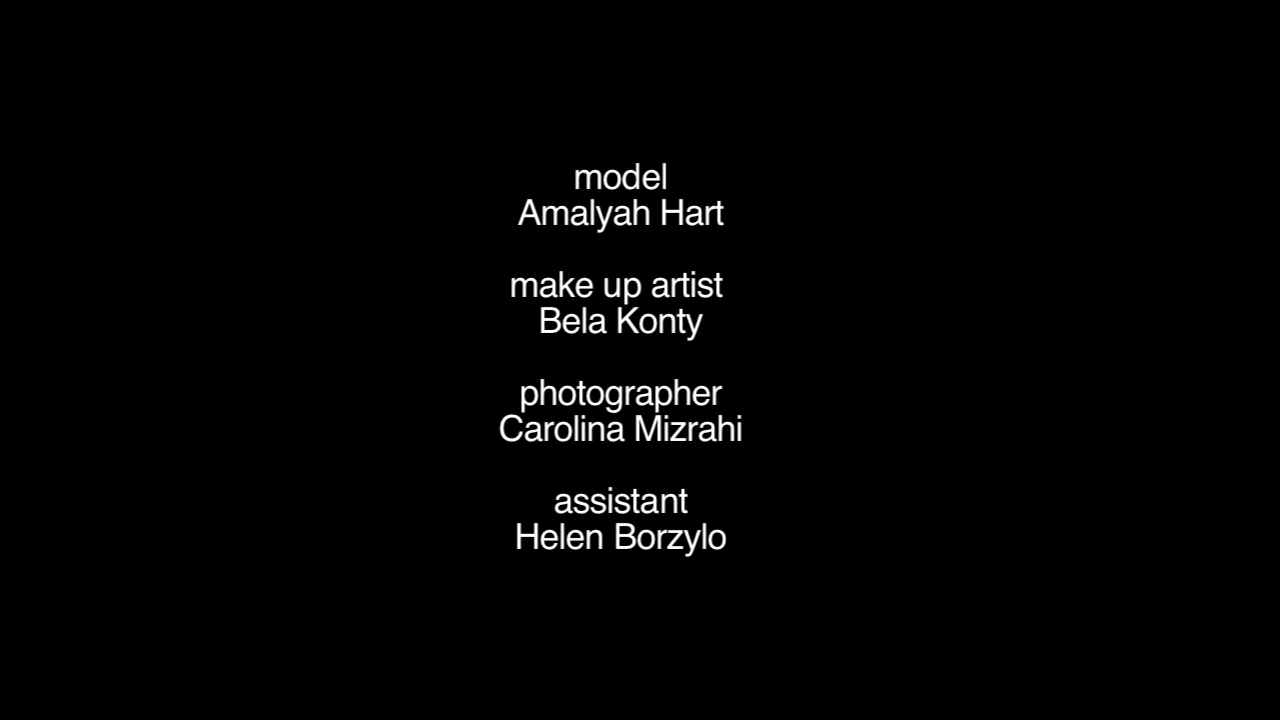 model
Amalyah Hart
make up artist
Bela Konty
photographer
Carolina Mizrahi
assistant
Helen Borzylo